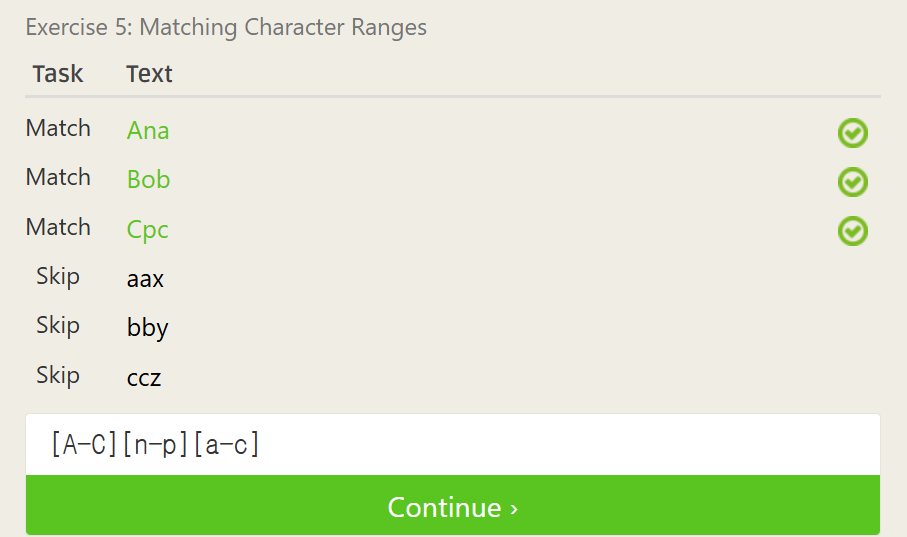 Exercise 5: Matching Character Ranges
Task Text
Match Ana
Match Bob
Match Cpc
Skip aax
Skip bby
Skip ccz
[A-C][n-p][a-c]
Continue ›